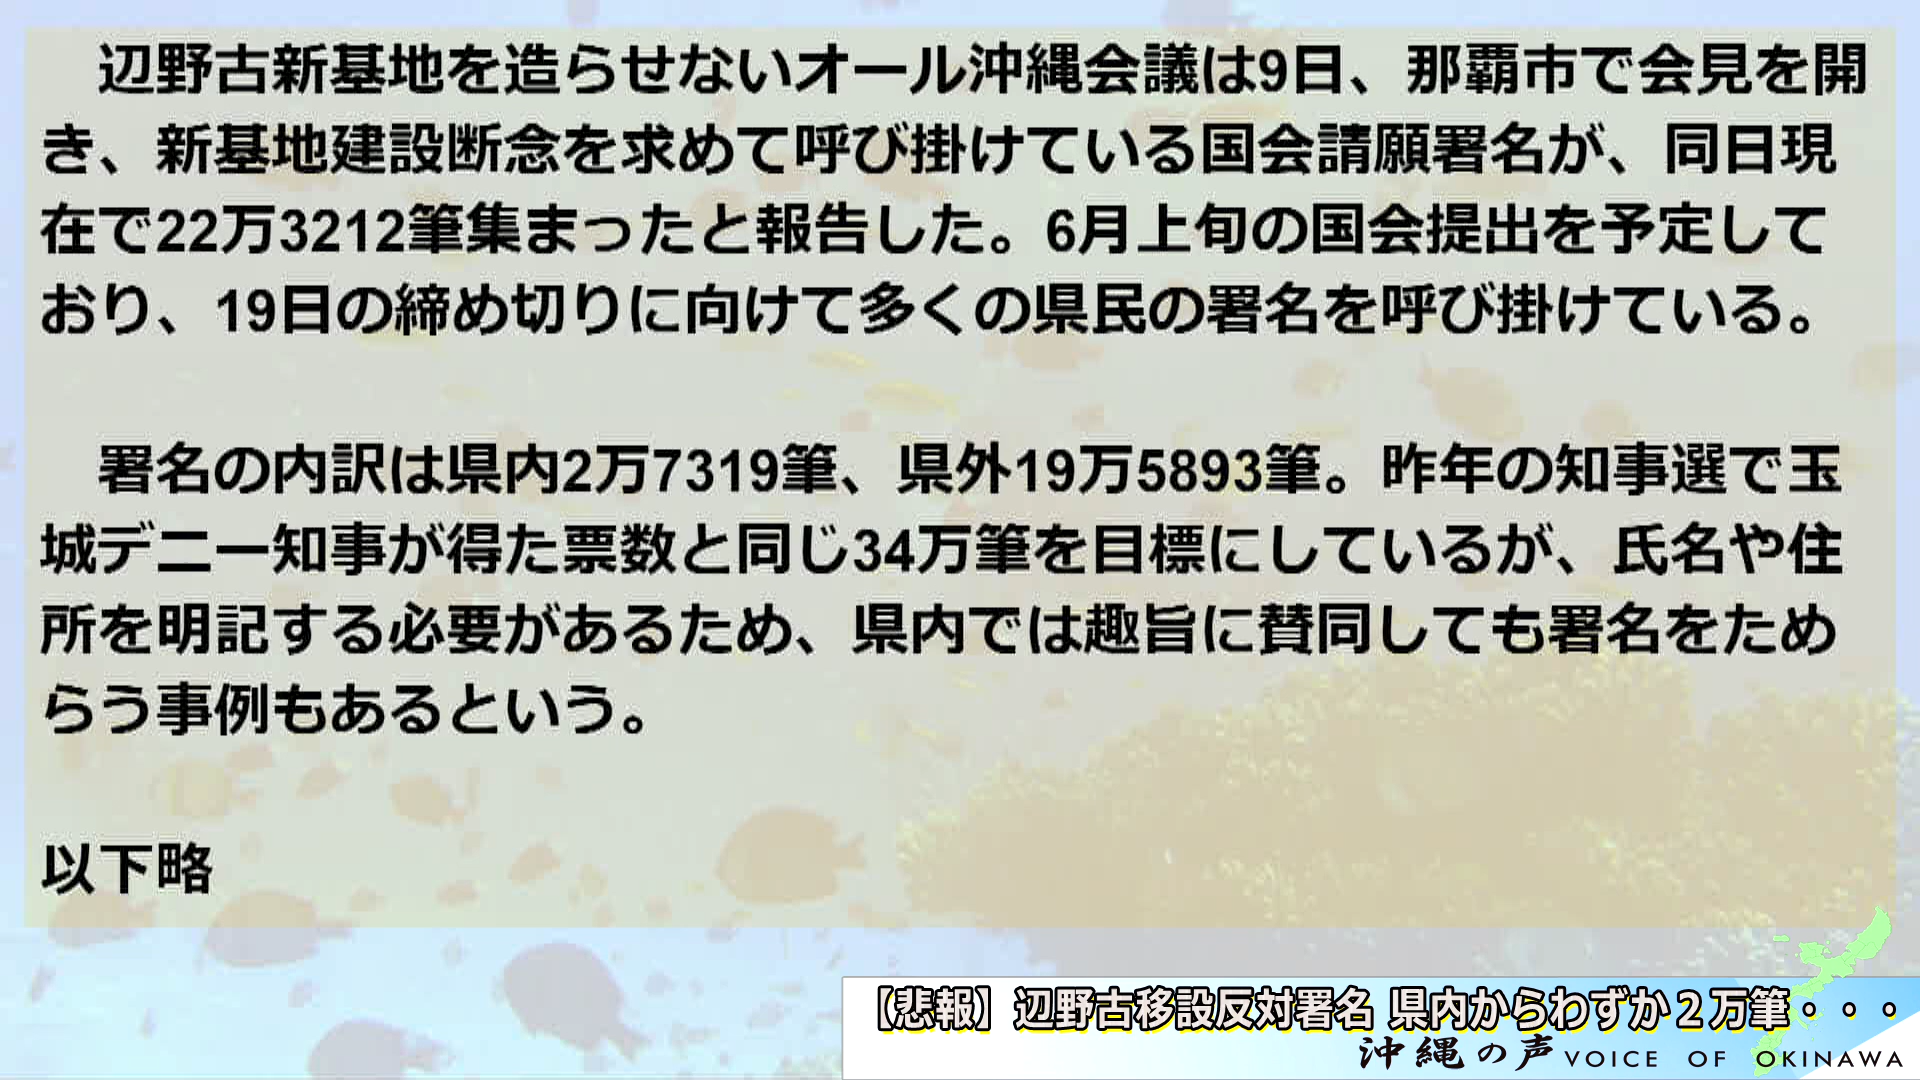 辺野古新基地を造らせないオール沖縄会議は9日、那覇市で会見を開
き、新基地建設断念を求めて呼び掛けている国会請願署名が、同日現
在で22万3212筆集まったと報告した。6月上旬の国会提出を予定して
おり、19日の締め切りに向けて多くの県民の署名を呼び掛けている。
署名の内訳は県内2万7319筆、県外19万5893筆。昨年の知事選で玉
城デニー知事が得た票数と同じ34万筆を目標にしているが、氏名や住
所を明記する必要があるため、県内では趣旨に賛同しても署名をため
らう事例もあるという。
以下略
【悲報】辺野古移設反対署名 県内からわずか２万筆・・・
沖縄の声 VOICE OF OKINAWA